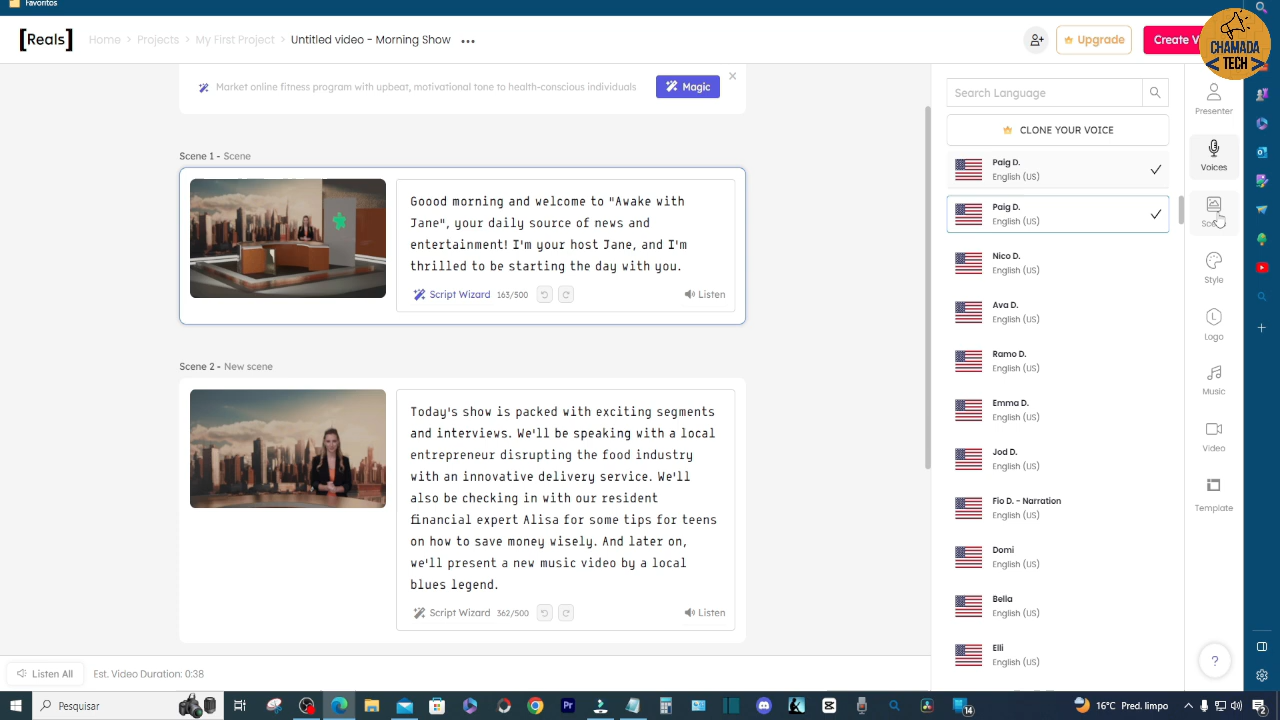 Favoritos
[Reals]
Home > Projects > My First Project > Untitled video - Morning Show
Upgrade
Create V
CHAMADA
< TECH >
Market online fitness program with upbeat, motivational tone to health-conscious individuals
Magic
Scene 1 - Scene
Goood morning and welcome to "Awake with
Jane", your daily source of news and
entertainment! I'm your host Jane, and I'm
thrilled to be starting the day with you.
Script Wizard 163/500
Listen
Scene 2 - New scene
Today's show is packed with exciting segments
and interviews. We'll be speaking with a local
entrepreneur disrupting the food industry
with an innovative delivery service. We'll
also be checking in with our resident
financial expert Alisa for some tips for teens
on how to save money wisely. And later on,
we'll present a new music video by a local
blues legend.
Script Wizard 362/500
Listen
Listen All
Est. Video Duration: 0:38
Search Language
CLONE YOUR VOICE
Paig D.
English (US)
Paig D.
English (US)
Nico D.
English (US)
Ava D.
English (US)
Ramo D.
English (US)
Emma D.
English (US)
Jod D.
English (US)
Fio D. - Narration
English (US)
Domi
English (US)
Bella
English (US)
Elli
English (US)
Presenter
Voices
Style
Logo
Music
Video
Template
?
Pesquisar
16°C Pred. limpo
14